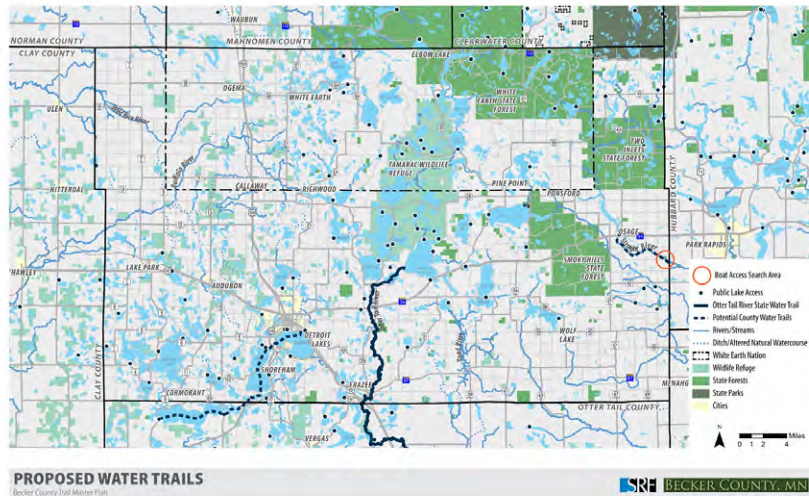 WAUBUN
NORMAN COUNTY
MAHNOMEN COUNTY
CLEARWATER COUNTY
CLAY COUNTY
ELBOW LAKE
OGEMA
WHITE EARTH
WHITE
EARTH STATE
FOREST
ULEN
TWO
INLETS
STATE FOREST
TAMARAC WILDLIFE
REFUGE
HUBBARD COUNTY
HITTERDAL
Buffalo River
CALLAWAY
RICHWOOD
PINE POINT
PONSFORD
OSAGE
PARK RAPIDS
HAWLEY
LAKE PARK
SMOKY HILLS
STATE
FOREST
AUDUBON
WOLF
LAKE
DETROIT
LAKES
CLAY COUNTY
SHOREHAM
CORMORANT
FRAZEE
MENAHG
OTTER TAIL COUNTY
VERGAS
Boat Access Search Area
Public Lake Access
Otter Tail River State Water Trail
Potential County Water Trails
Rivers/Streams
Ditch/Altered Natural Watercourse
White Earth Nation
Wildlife Refuge
State Forests
State Parks
Cities
N
0 1 2 4 Miles
PROPOSED WATER TRAILS
Becker County Trail Master Plan
SRF BECKER COUNTY, MN